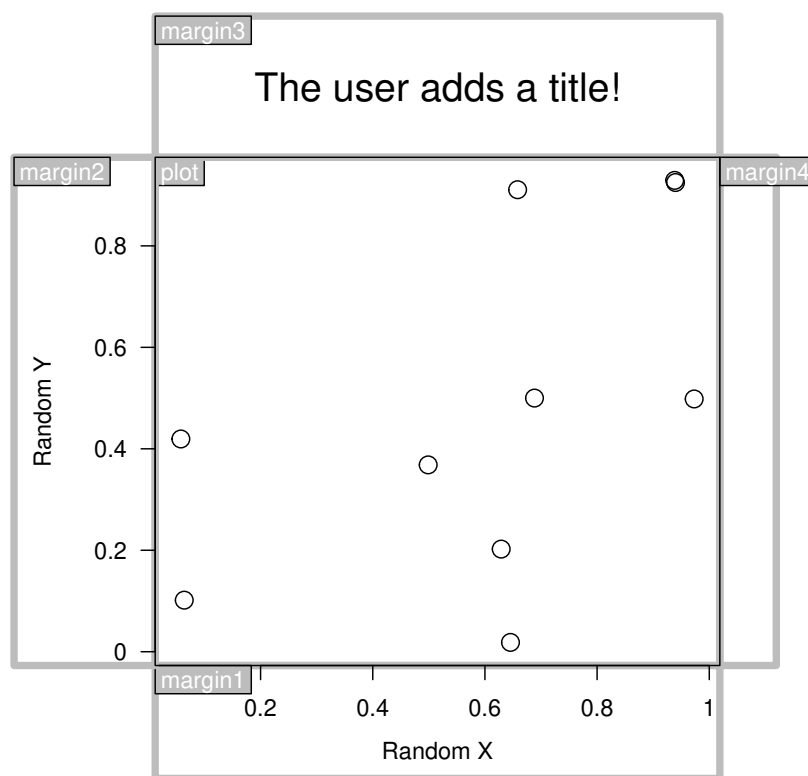 margin3
The user adds a title!
margin2
plot
margin4
0.8
0.6
Random Y
0.4
0.2
0
margin1
0.2 0.4 0.6 0.8 1
Random X